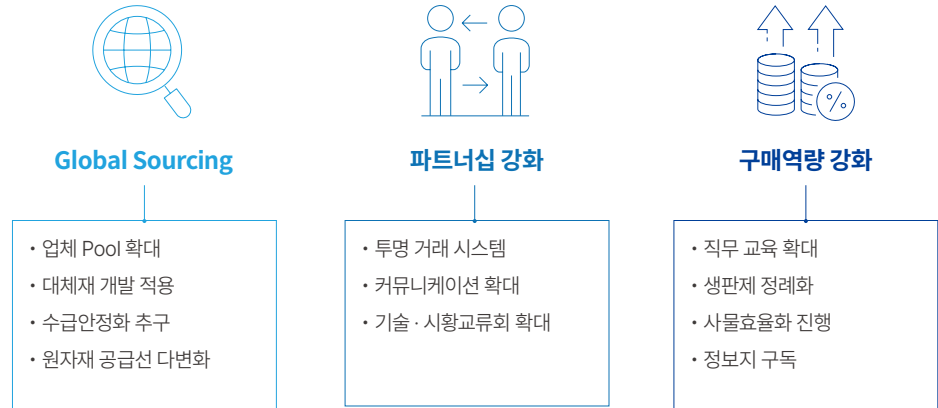 Global Sourcing
・업체 Pool 확대
・대체재 개발 적용
・수급안정화 추구
・원자재 공급선 다변화
파트너십 강화
・투명 거래 시스템
・커뮤니케이션 확대
・기술 · 시황교류회 확대
%
구매역량 강화
・직무 교육 확대
・생판제 정례화
・사물효율화 진행
・정보지 구독